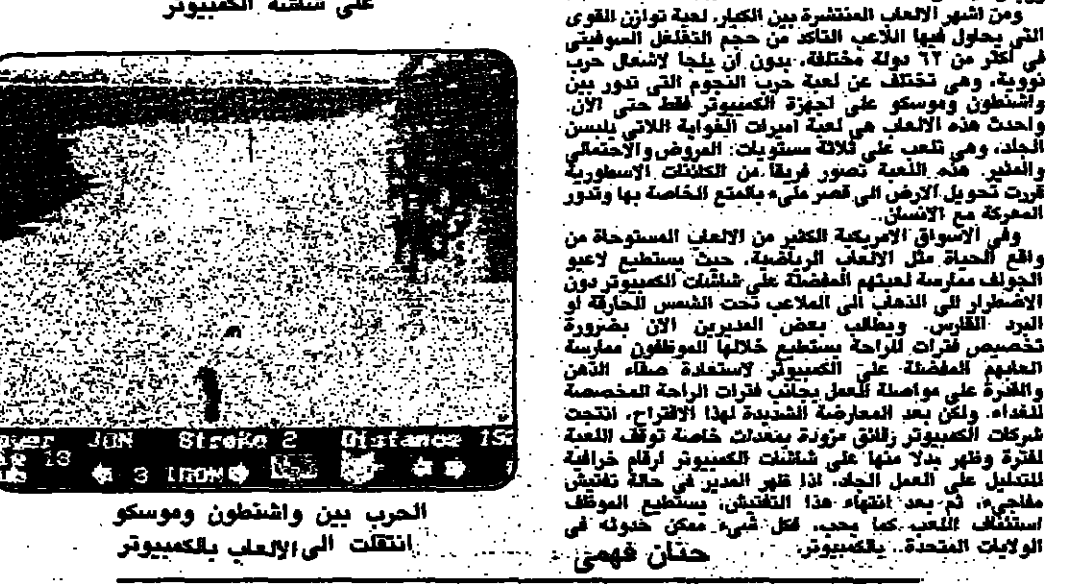 ومن أشهر الالعاب المنتشرة بين الكبار لعبة توازن القوى
التي يحاول فيها اللاعب التأكد من حجم التغلغل السوفيتي
في أكثر من ٦٢ دولة مختلفة، بدون أن يلجا لاشعال حرب
نووية، وهي تختلف عن لعبة حرب النجوم التي تدور بين
واشنطون وموسكو على اجهزة الكمبيوتر فقط حتى الان.
واحدث هذه الالعاب هي لعبة اميرات الغواية اللاتي يلبسن
الجلد، وهي تلعب على ثلاثة مستويات: المروض والاحتمالي
والمثير. هذه اللعبة تصور فريقا من الكائنات الاسطورية
قررت تحويل الارض الى قصر مليء بالمتع الخاصة بها وتدور
المعركة مع الانسان..
وفي الاسواق الامريكية الكثير من الالعاب المستوحاة من
واقع الحياة مثل الالعاب الرياضية، حيث يستطيع لاعبو
الجولف ممارسة لعبتهم المفضلة على شاشات الكمبيوتر دون
الاضطرار الى الذهاب الى الملاعب تحت الشمس الحارقة او
البرد القارس. ويطالب بعض المديرين الان بضرورة
تخصيص فترات للراحة يستطيع خلالها الموظفون ممارسة
العابهم المفضلة على الكمبيوتر لاستعادة صفاء الذهن
والقدرة على مواصلة العمل بجانب فترات الراحة المخصصة
للغداء. ولكن بعد المعارضة الشديدة لهذا الاقتراح، انتجت
شركات الكمبيوتر رقائق مزودة بمعدات خاصة توقف اللعبة
لفترة وظهر بدلا منها على شاشات الكمبيوتر ارقام خرافية
للتدليل على العمل الجاد، اذا ظهر المدير في حالة تفتيش
مفاجيء، ثم بعد انتهاء هذا التفتيش، يستطيع الموظف
استئناف اللعب كما يحب، فكل شيء ممكن حدوثه في
الولايات المتحدة.. بالكمبيوتر.
حنان فهمى
على شاشة الكمبيوتر
ayer JON Stroke 2 Distance
18 3 IRON
الحرب بين واشنطون وموسكو
انتقلت الى الالعاب بالكمبيوتر